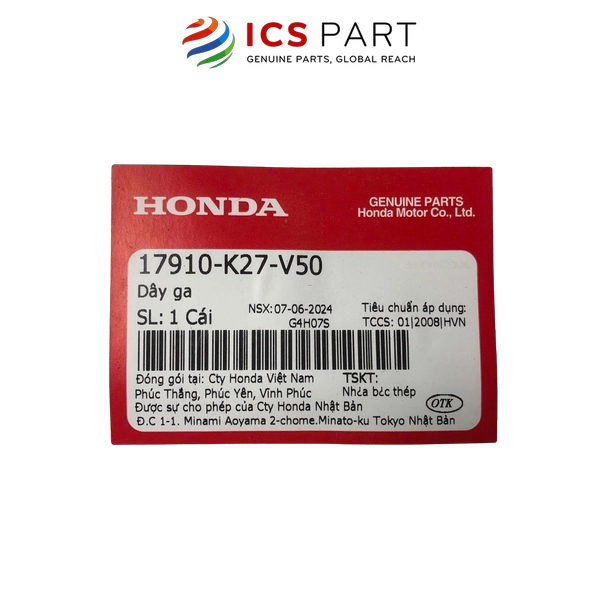 ICS PART
GENUINE PARTS, GLOBAL REACH
HONDA
GENUINE PARTS
Honda Motor Co., Ltd.
17910-K27-V50
Dây ga
SL: 1 Cái
NSX: 07-06-2024
G4H07S
Tiêu chuẩn áp dụng:
TCCS: 01|2008|HVN
Đóng gói tại: Cty Honda Việt Nam
Phúc Thắng, Phúc Yên, Vĩnh Phúc
TSKT:
Nhựa bọc thép
Được sự cho phép của Cty Honda Nhật Bản
OTK
Đ.C 1-1. Minami Aoyama 2-chome.Minato-ku Tokyo Nhật Bản